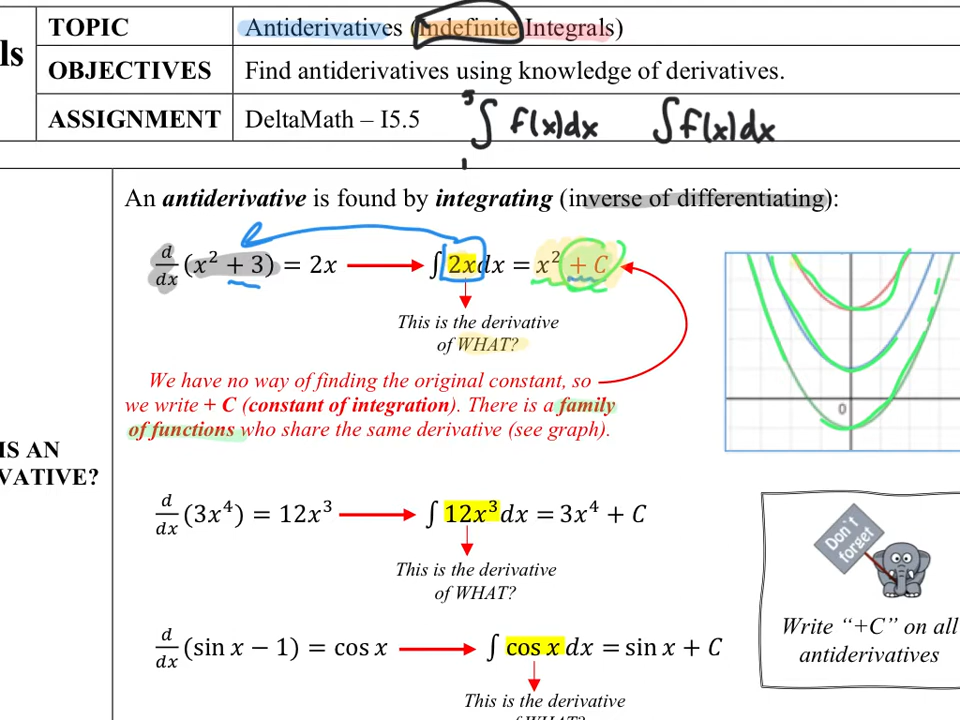 TOPIC Antiderivatives (Indefinite Integrals)
ls
OBJECTIVES Find antiderivatives using knowledge of derivatives.
ASSIGNMENT DeltaMath – I5.5 ∫ f(x)dx ∫f(x)dx
1
An antiderivative is found by integrating (inverse of differentiating):
d/dx (x² + 3) = 2x ∫ 2x dx = x² + C
This is the derivative
of WHAT?
We have no way of finding the original constant, so
we write + C (constant of integration). There is a family
of functions who share the same derivative (see graph).
0
IS AN
VATIVE?
d/dx (3x⁴) = 12x³ ∫ 12x³ dx = 3x⁴ + C
This is the derivative
of WHAT?
Don't
forget
Write “+C” on all
antiderivatives
d/dx (sin x − 1) = cos x ∫ cos x dx = sin x + C
This is the derivative
of WHAT?